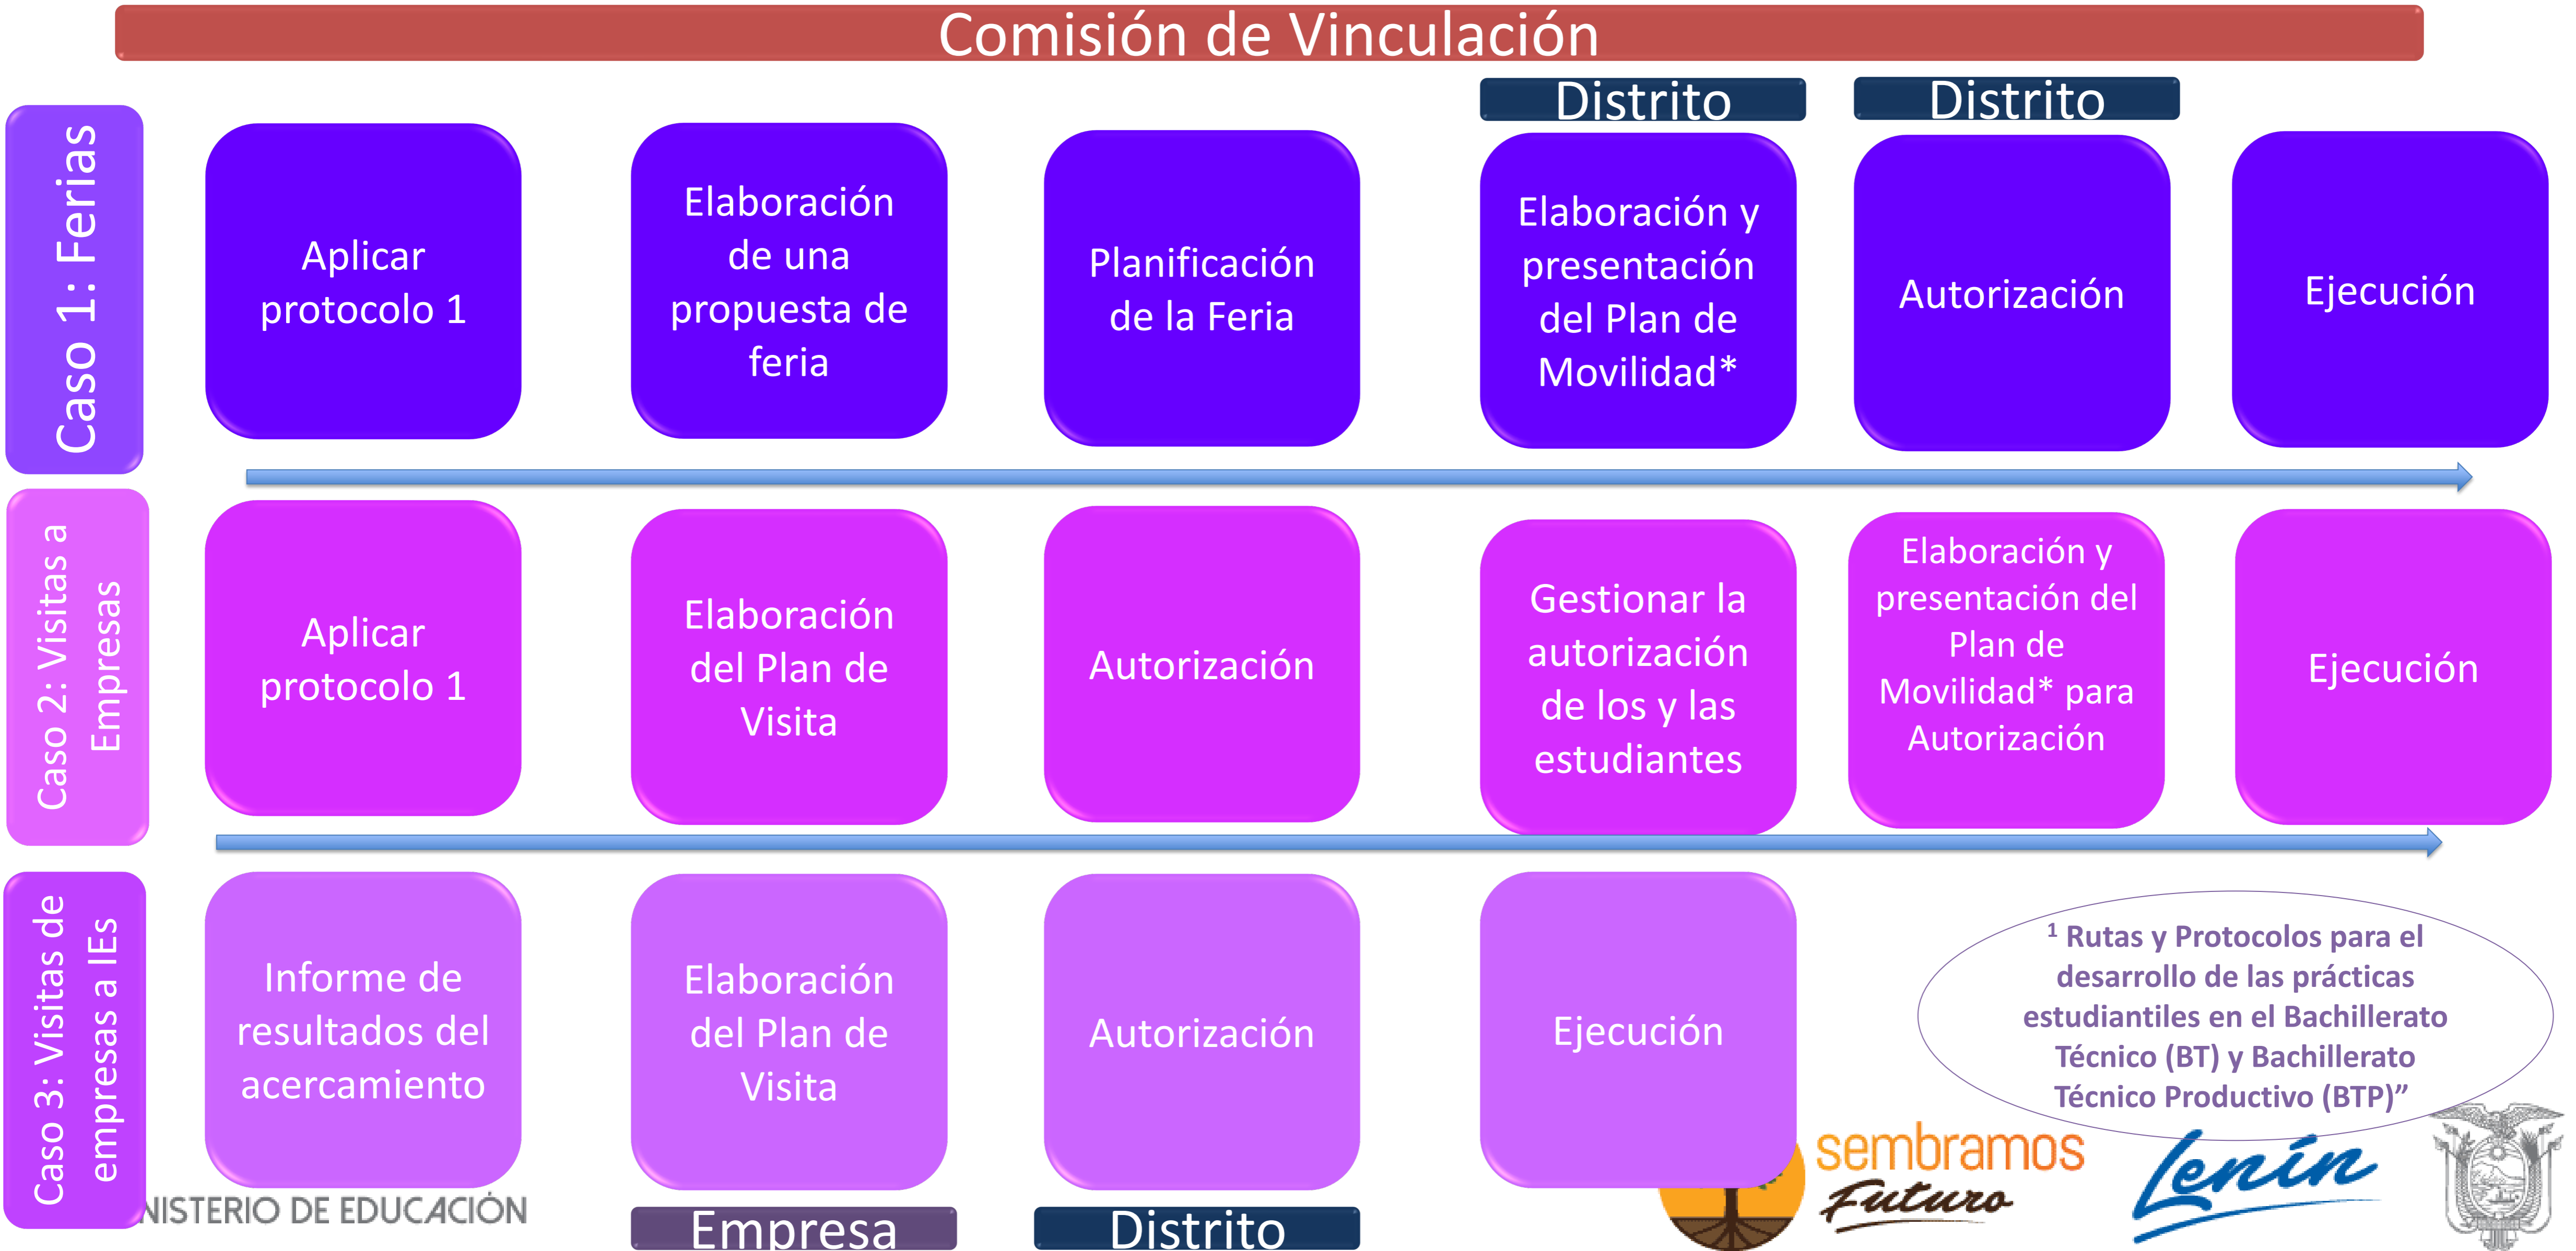 Comisión de Vinculación
Distrito
Distrito
Caso 1: Ferias
Aplicar
protocolo 1
Elaboración
de una
propuesta de
feria
Planificación
de la Feria
Elaboración y
presentación
del Plan de
Movilidad*
Autorización
Ejecución
Caso 2: Visitas a
Empresas
Aplicar
protocolo 1
Elaboración
del Plan de
Visita
Autorización
Gestionar la
autorización
de los y las
estudiantes
Elaboración y
presentación del
Plan de
Movilidad* para
Autorización
Ejecución
Caso 3: Visitas de
empresas a IEs
Informe de
resultados del
acercamiento
Elaboración
del Plan de
Visita
Autorización
Ejecución
¹ Rutas y Protocolos para el
desarrollo de las prácticas
estudiantiles en el Bachillerato
Técnico (BT) y Bachillerato
Técnico Productivo (BTP)”
NISTERIO DE EDUCACIÓN
Empresa
Distrito
sembramos
Futuro
Lenín